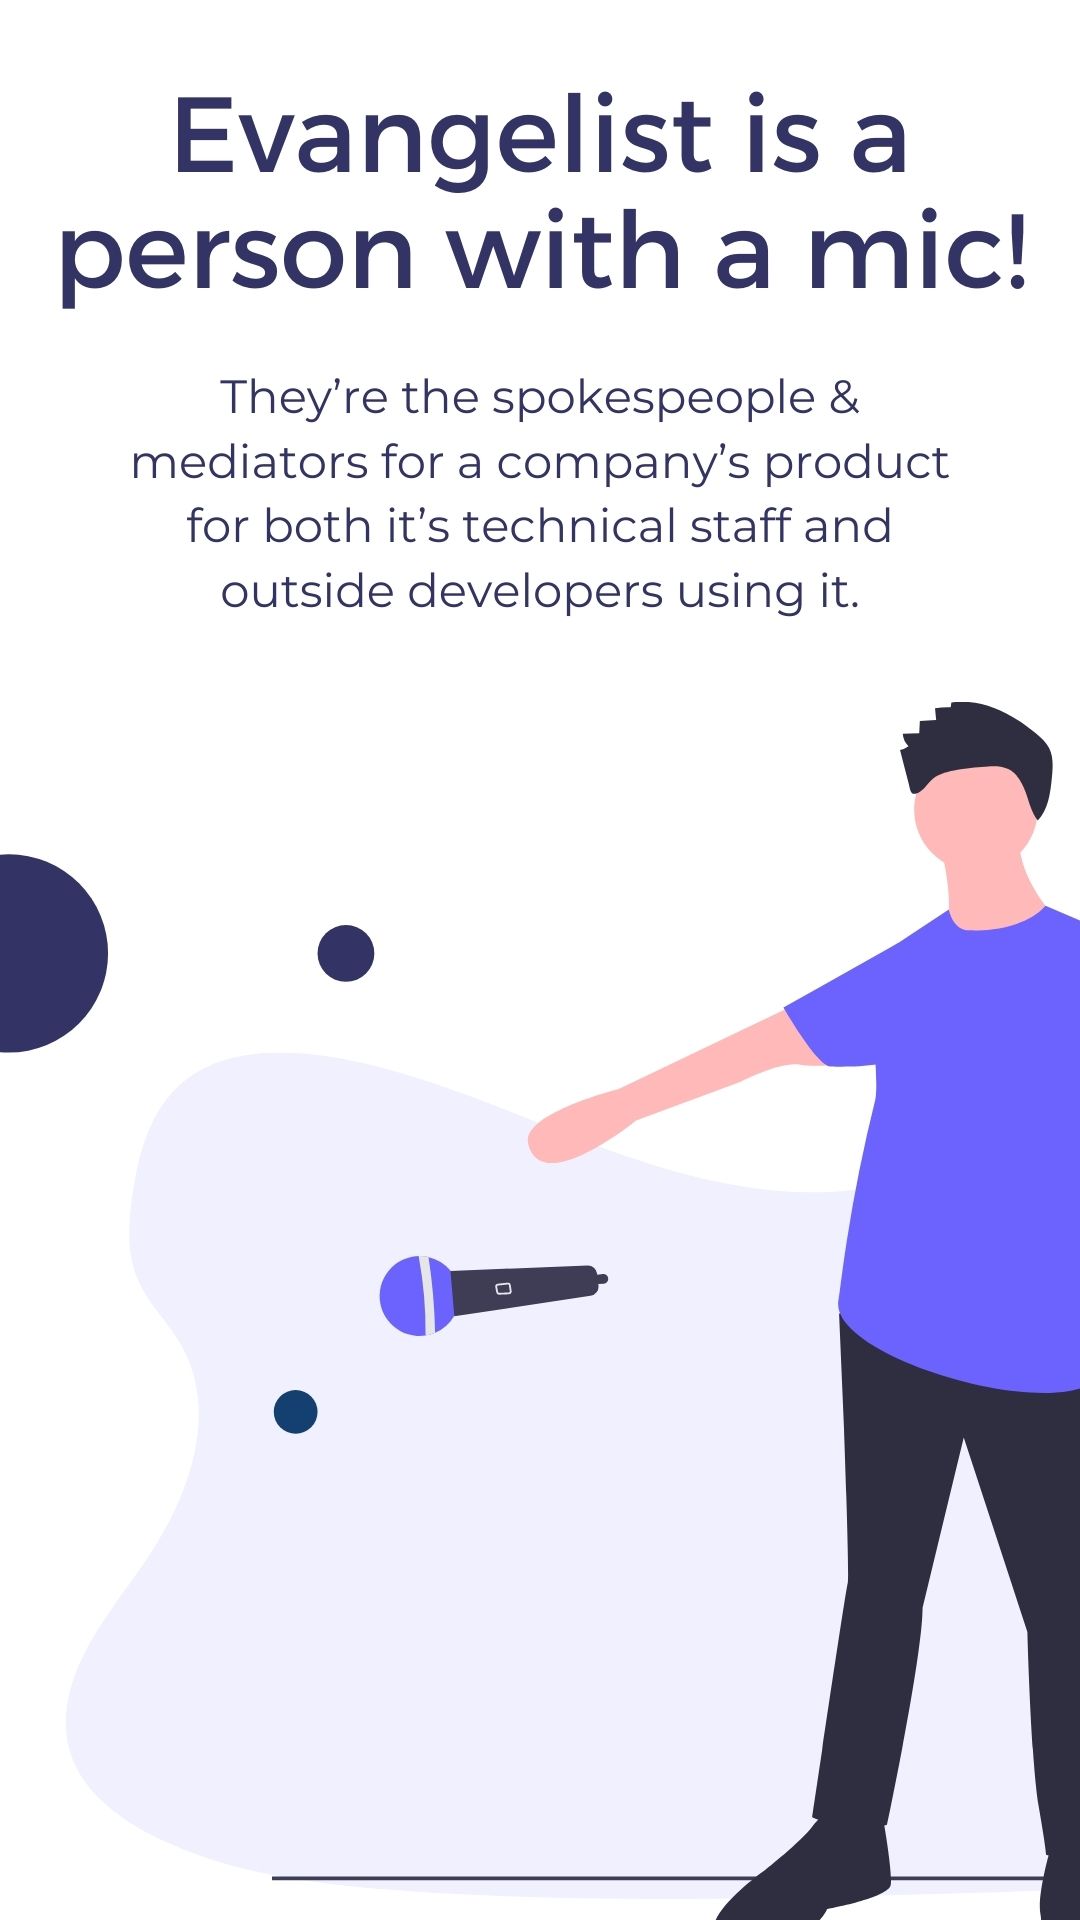 Evangelist is a
person with a mic!
They’re the spokespeople &
mediators for a company’s product
for both it’s technical staff and
outside developers using it.